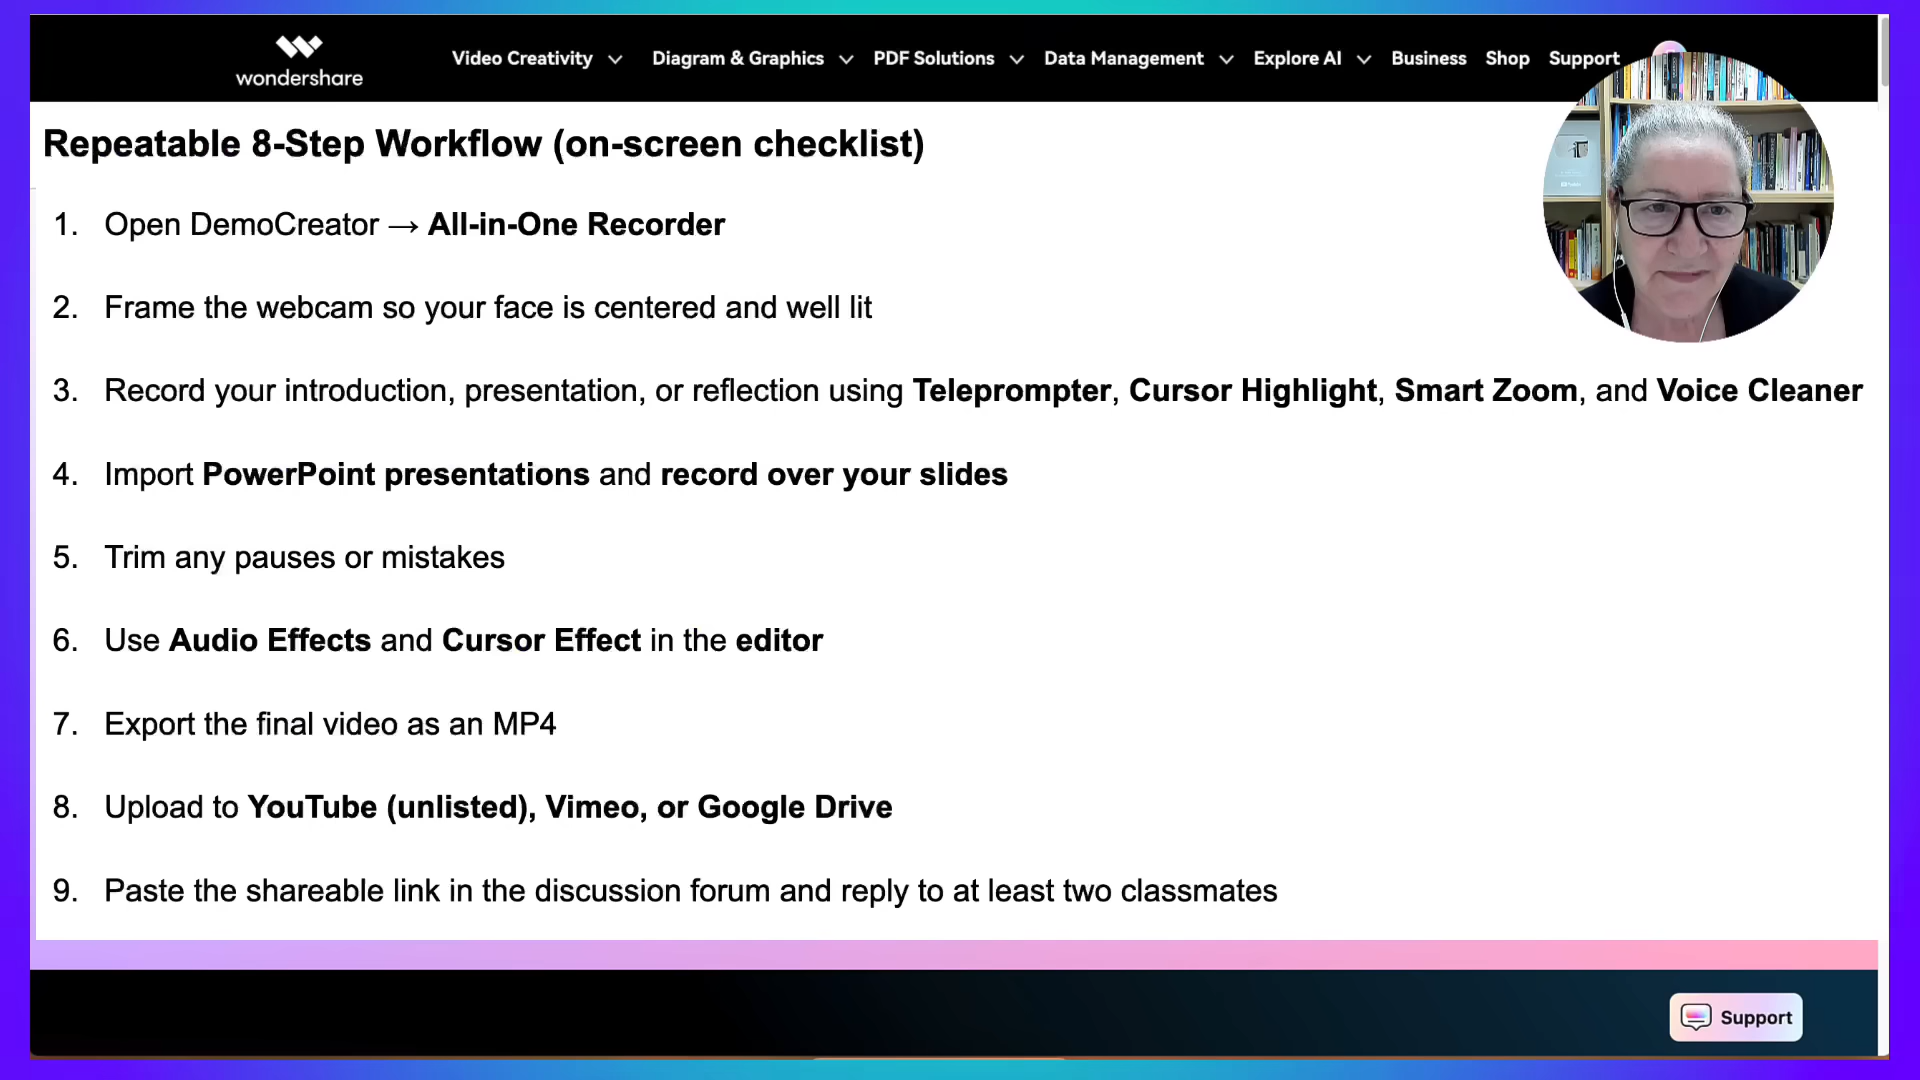 wondershare
Video Creativity
Diagram & Graphics
PDF Solutions
Data Management
Explore AI
Business
Shop
Support
Repeatable 8-Step Workflow (on-screen checklist)
1. Open DemoCreator → All-in-One Recorder
2. Frame the webcam so your face is centered and well lit
3. Record your introduction, presentation, or reflection using Teleprompter, Cursor Highlight, Smart Zoom, and Voice Cleaner
4. Import PowerPoint presentations and record over your slides
5. Trim any pauses or mistakes
6. Use Audio Effects and Cursor Effect in the editor
7. Export the final video as an MP4
8. Upload to YouTube (unlisted), Vimeo, or Google Drive
9. Paste the shareable link in the discussion forum and reply to at least two classmates
Support